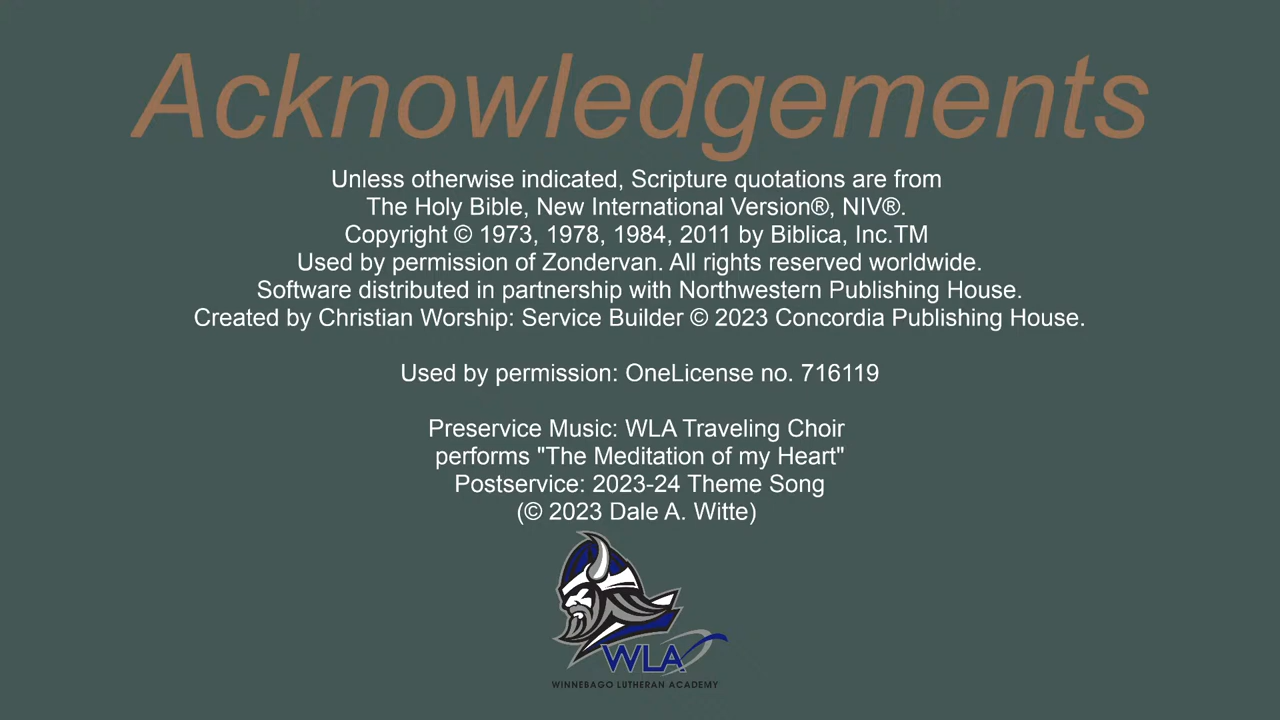 Acknowledgements
Unless otherwise indicated, Scripture quotations are from
The Holy Bible, New International Version®, NIV®.
Copyright © 1973, 1978, 1984, 2011 by Biblica, Inc.TM
Used by permission of Zondervan. All rights reserved worldwide.
Software distributed in partnership with Northwestern Publishing House.
Created by Christian Worship: Service Builder © 2023 Concordia Publishing House.
Used by permission: OneLicense no. 716119
Preservice Music: WLA Traveling Choir
performs "The Meditation of my Heart"
Postservice: 2023-24 Theme Song
(© 2023 Dale A. Witte)
WLA
WINNEBAGO LUTHERAN ACADEMY